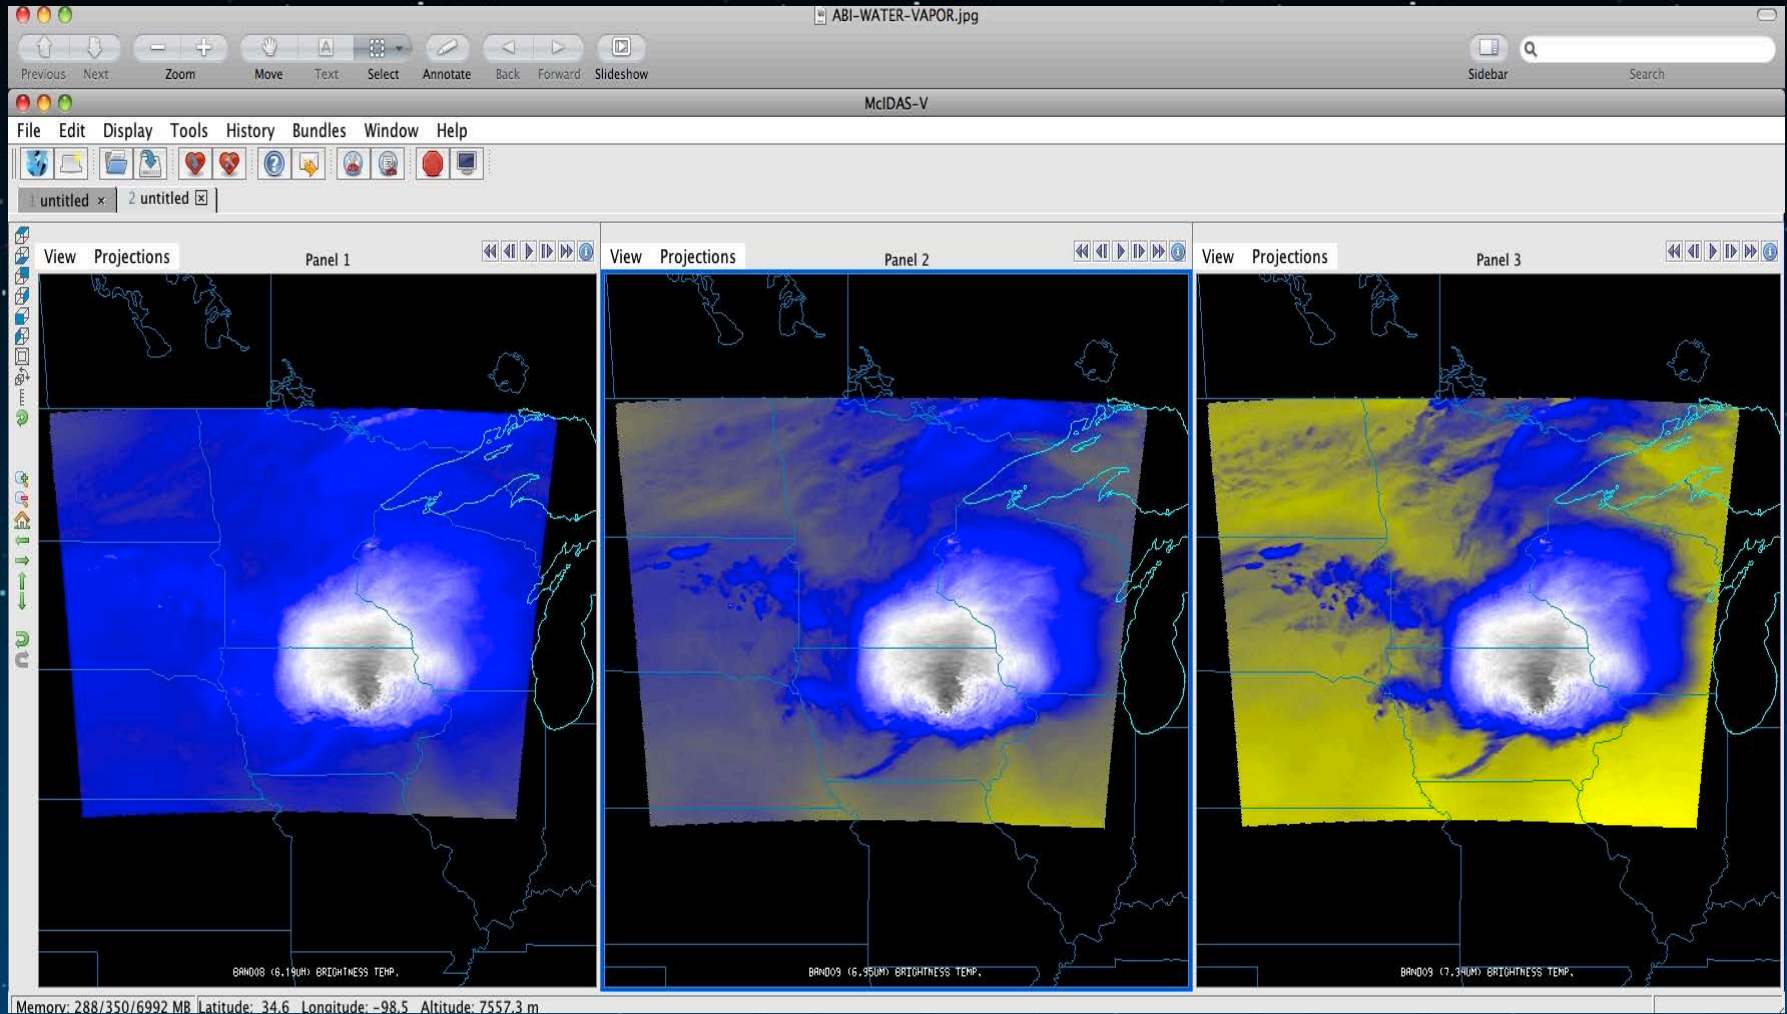 ABI-WATER-VAPOR.jpg
Previous Next Zoom Move Text Select Annotate Back Forward Slideshow Sidebar Search
McIDAS-V
File Edit Display Tools History Bundles Window Help
1 untitled 2 untitled
View Projections Panel 1
View Projections Panel 2
View Projections Panel 3
BAND08 (6.19UM) BRIGHTNESS TEMP.
BAND09 (6.95UM) BRIGHTNESS TEMP.
BAND09 (7.34UM) BRIGHTNESS TEMP.
Memory: 288/350/6992 MB Latitude: 34.6 Longitude: -98.5 Altitude: 7557.3 m